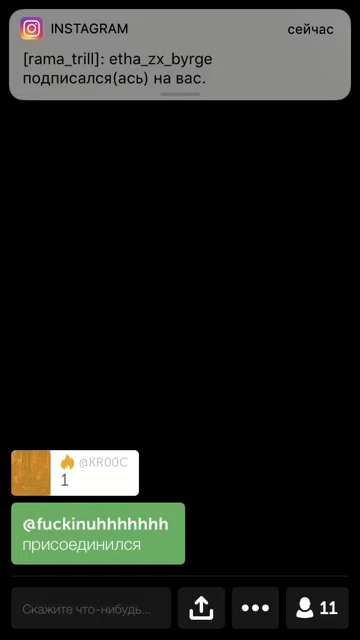 INSTAGRAM
сейчас
[rama_trill]: etha_zx_byrge
подписался(ась) на вас.
@KR00C
1
@fuckinuhhhhhhh
присоединился
Скажите что-нибудь...
11